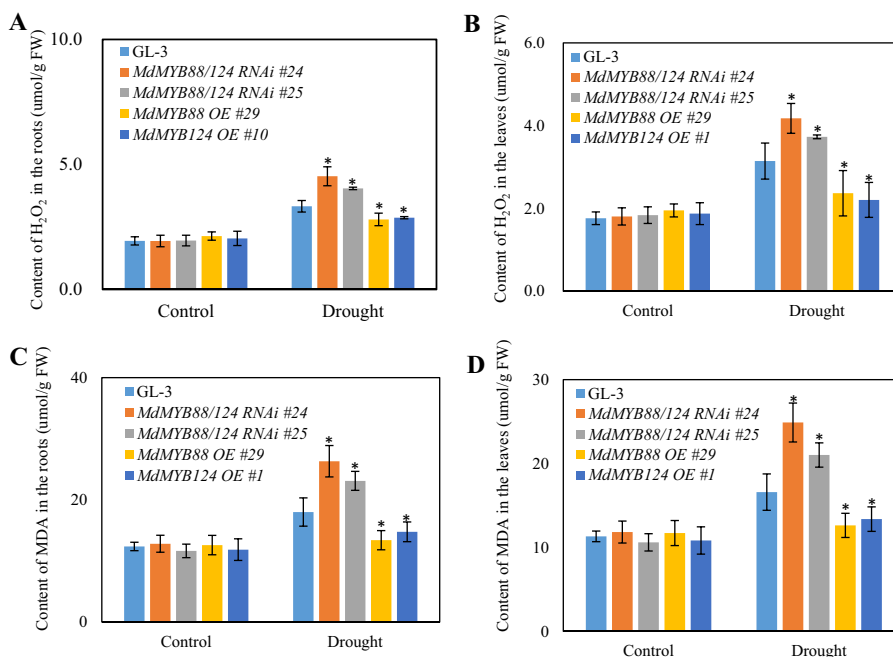 A
Content of H₂O₂ in the roots (umol/g FW)
10.0
5.0
0.0
GL-3
MdMYB88/124 RNAi #24
MdMYB88/124 RNAi #25
MdMYB88 OE #29
MdMYB124 OE #10
* * * *
Control Drought
B
Content of H₂O₂ in the leaves (umol/g FW)
6.0
4.0
2.0
0.0
GL-3
MdMYB88/124 RNAi #24
MdMYB88/124 RNAi #25
MdMYB88 OE #29
MdMYB124 OE #1
* * * *
Control Drought
C
Content of MDA in the roots (umol/g FW)
40
20
0
GL-3
MdMYB88/124 RNAi #24
MdMYB88/124 RNAi #25
MdMYB88 OE #29
MdMYB124 OE #1
* * * *
Control Drought
D
Content of MDA in the leaves (umol/g FW)
30
20
10
0
GL-3
MdMYB88/124 RNAi #24
MdMYB88/124 RNAi #25
MdMYB88 OE #29
MdMYB124 OE #1
* * * *
Control Drought